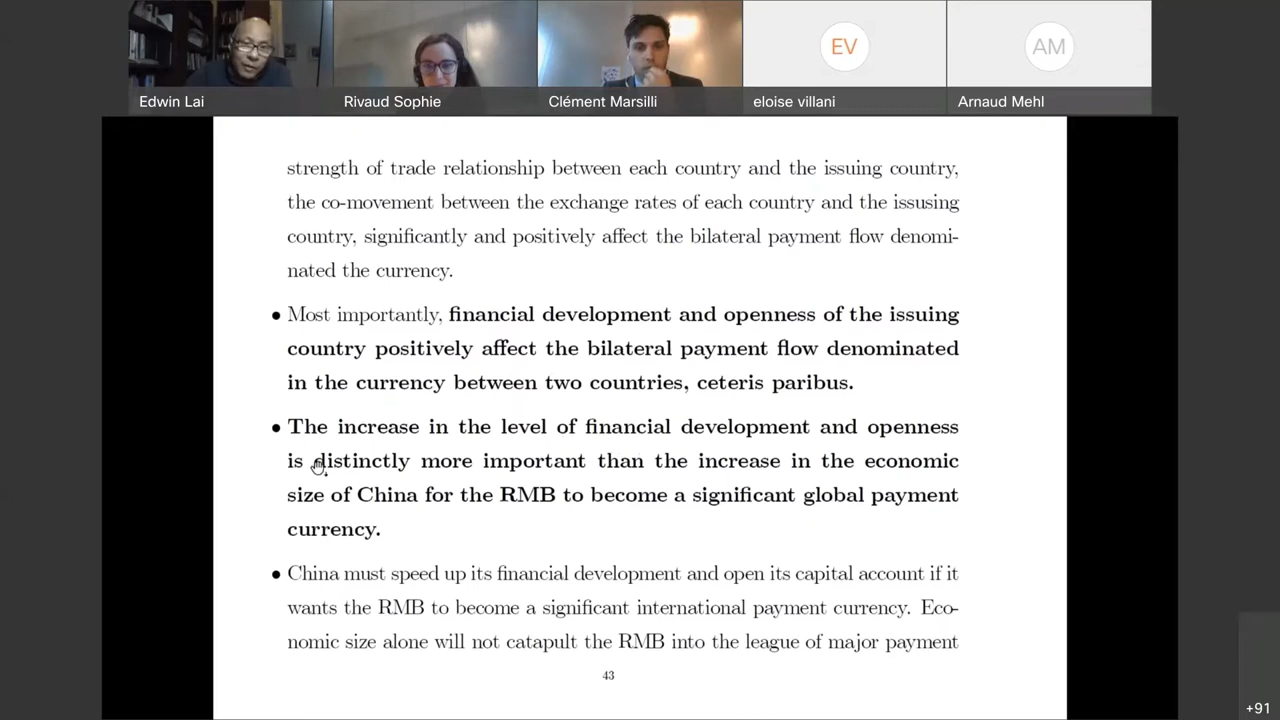 EV
AM
Edwin Lai
Rivaud Sophie
Clément Marsilli
eloise villani
Arnaud Mehl
strength of trade relationship between each country and the issuing country,
the co-movement between the exchange rates of each country and the issusing
country, significantly and positively affect the bilateral payment flow denomi-
nated the currency.
• Most importantly, financial development and openness of the issuing
country positively affect the bilateral payment flow denominated
in the currency between two countries, ceteris paribus.
• The increase in the level of financial development and openness
is distinctly more important than the increase in the economic
size of China for the RMB to become a significant global payment
currency.
• China must speed up its financial development and open its capital account if it
wants the RMB to become a significant international payment currency. Eco-
nomic size alone will not catapult the RMB into the league of major payment
43
+91